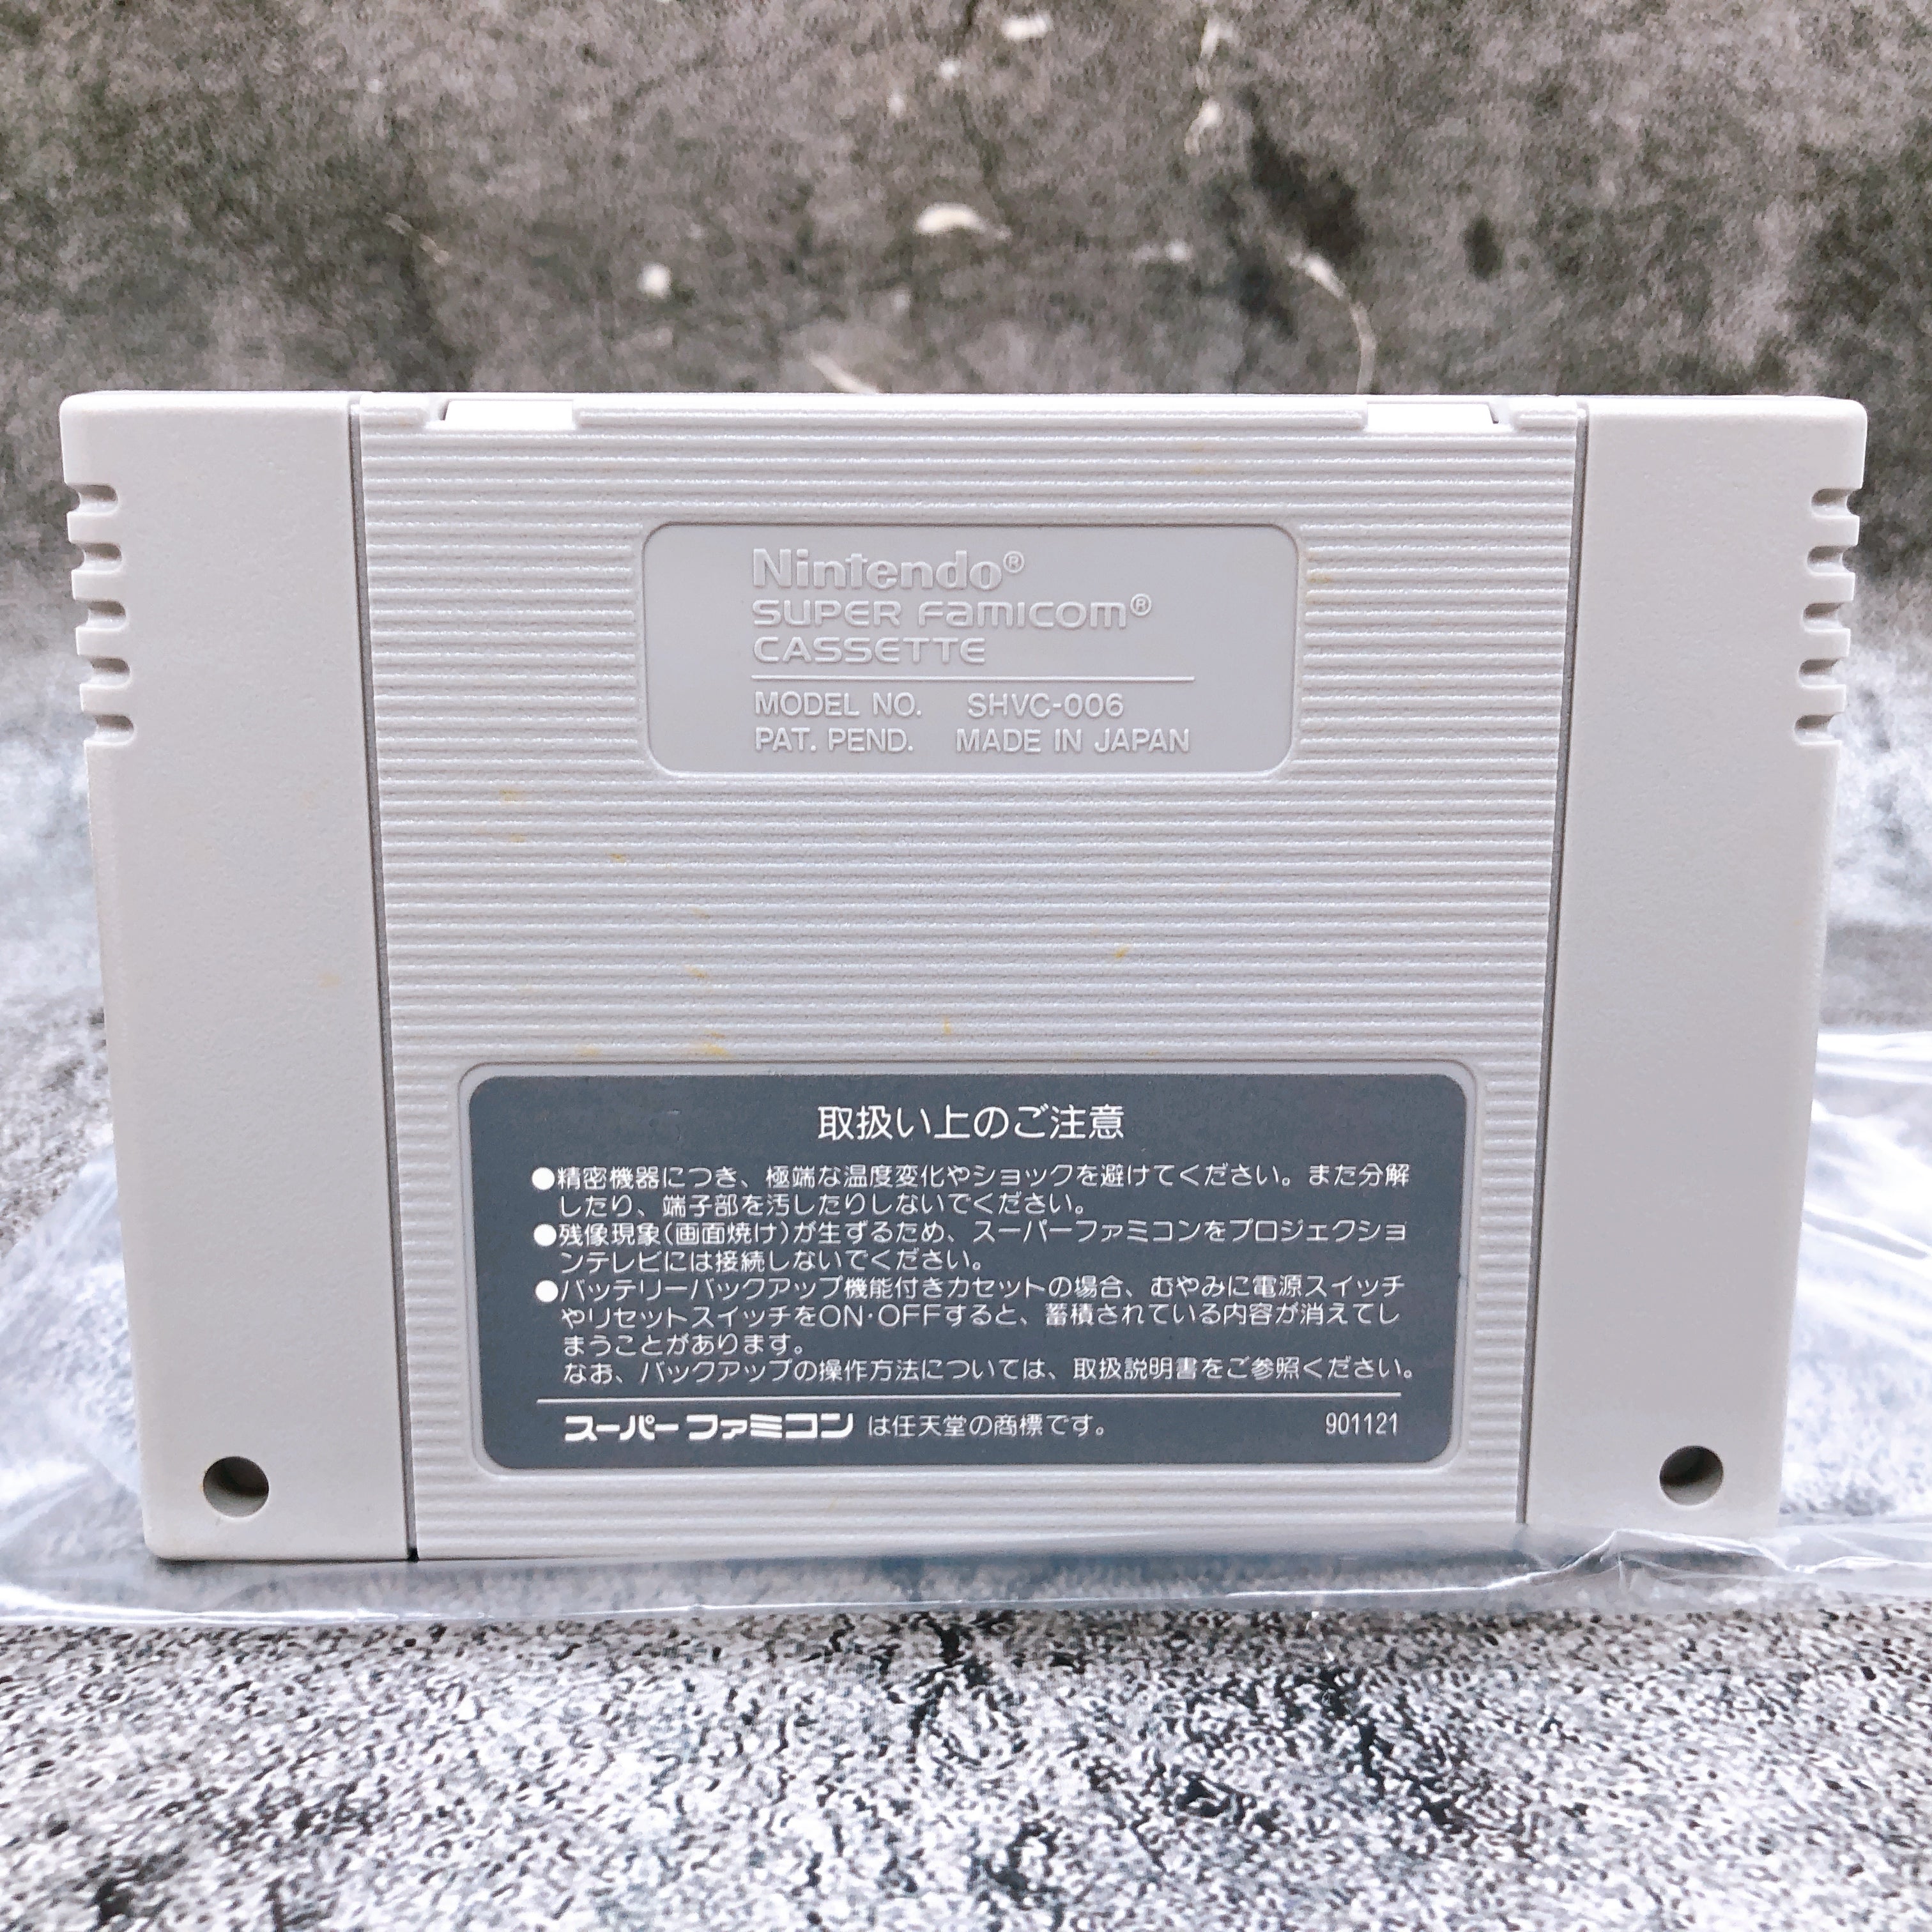 Nintendo®
SUPER Famicom®
CASSETTE
MODEL NO. SHVC-006
PAT. PEND. MADE IN JAPAN
取扱い上のご注意
●精密機器につき、極端な温度変化やショックを避けてください。また分解
したり、端子部を汚したりしないでください。
●残像現象(画面焼け)が生ずるため、スーパーファミコンをプロジェクショ
ンテレビには接続しないでください。
●バッテリーバックアップ機能付きカセットの場合、むやみに電源スイッチ
やリセットスイッチをON・OFFすると、蓄積されている内容が消えてし
まうことがあります。
なお、バックアップの操作方法については、取扱説明書をご参照ください。
スーパーファミコン は任天堂の商標です。 901121